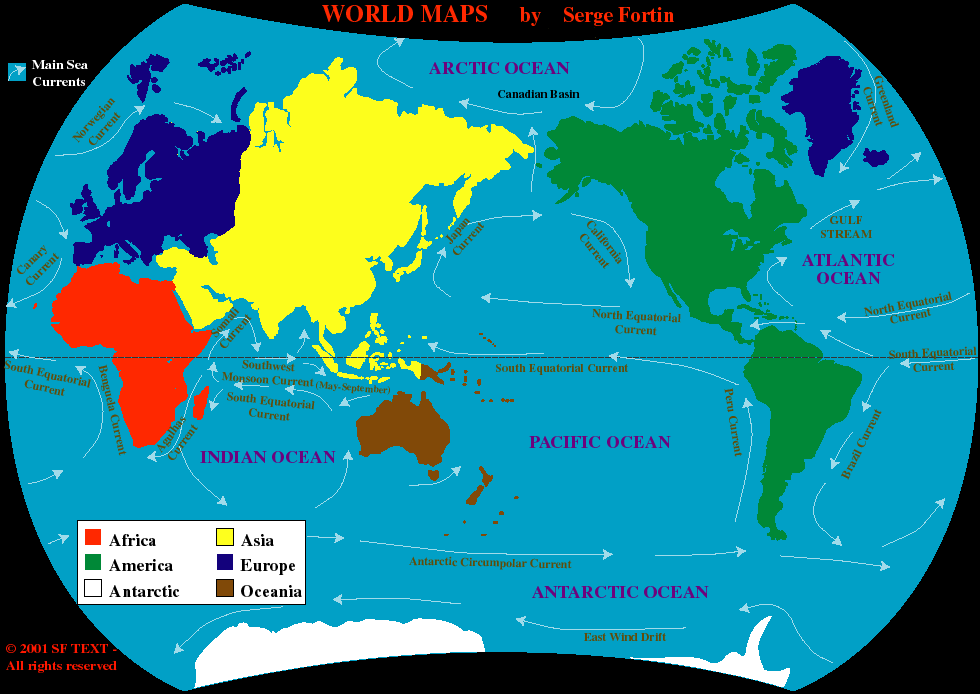 WORLD MAPS by Serge Fortin
Main Sea
Currents
ARCTIC OCEAN
Canadian Basin
Norwegian
Current
Greenland
Current
Canary
Current
Japan
Current
California
Current
GULF
STREAM
ATLANTIC
OCEAN
North Equatorial
Current
North Equatorial
Current
Somali
Current
South Equatorial
Current
South Equatorial
Current
South Equatorial Current
Southwest
Monsoon Current (May-September)
South Equatorial
Current
Benguela Current
Agulhas
Current
Peru Current
Brazil Current
INDIAN OCEAN
PACIFIC OCEAN
Africa
Asia
America
Europe
Antarctic
Oceania
Antarctic Circumpolar Current
ANTARCTIC OCEAN
East Wind Drift
© 2001 SF TEXT -
All rights reserved